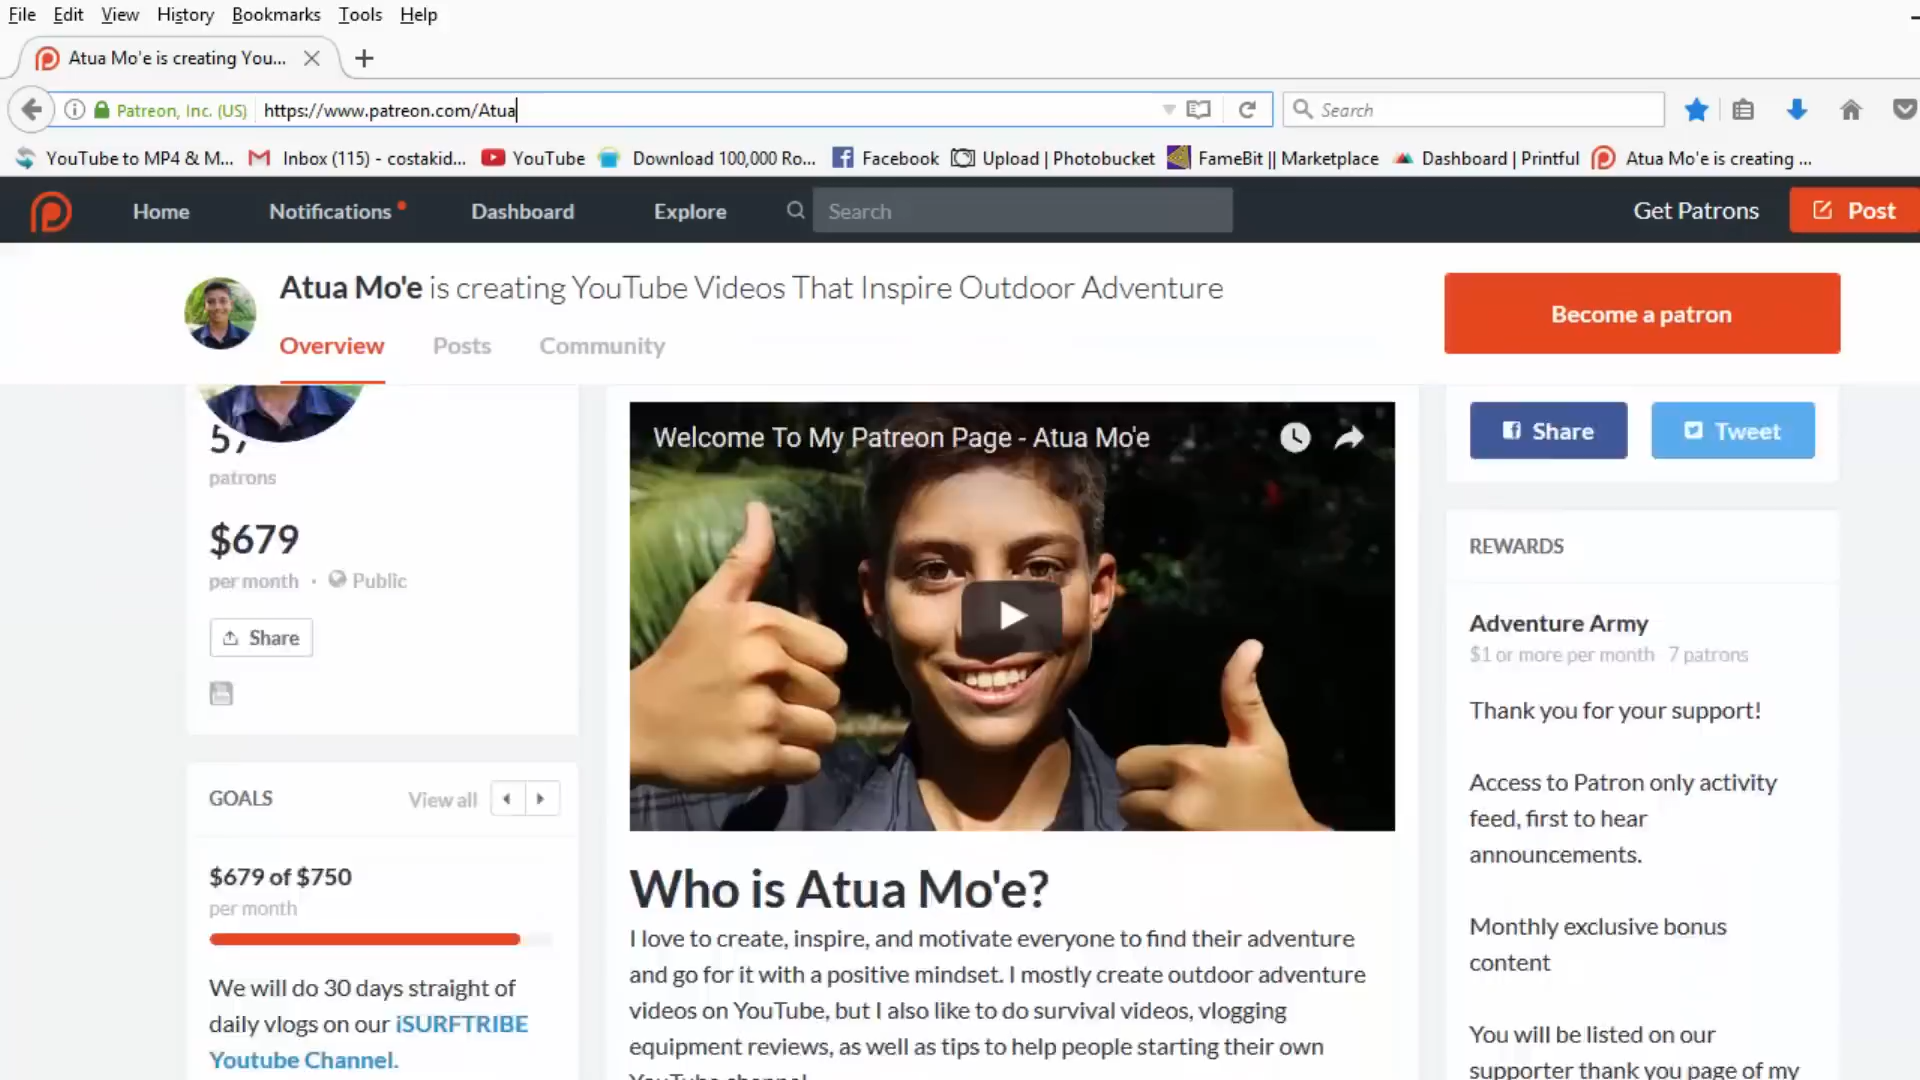 File Edit View History Bookmarks Tools Help
Atua Mo'e is creating You...
Patreon, Inc. (US) https://www.patreon.com/Atua
Search
YouTube to MP4 & M... Inbox (115) - costakid... YouTube Download 100,000 Ro... Facebook Upload | Photobucket FameBit || Marketplace Dashboard | Printful Atua Mo'e is creating ...
Home Notifications Dashboard Explore Search Get Patrons Post
Atua Mo'e is creating YouTube Videos That Inspire Outdoor Adventure
Become a patron
Overview Posts Community
57
patrons
$679
per month · Public
Share
GOALS View all
$679 of $750
per month
We will do 30 days straight of
daily vlogs on our iSURFTRIBE
Youtube Channel.
Welcome To My Patreon Page - Atua Mo'e
Who is Atua Mo'e?
I love to create, inspire, and motivate everyone to find their adventure
and go for it with a positive mindset. I mostly create outdoor adventure
videos on YouTube, but I also like to do survival videos, vlogging
equipment reviews, as well as tips to help people starting their own
YouTube channel
Share Tweet
REWARDS
Adventure Army
$1 or more per month 7 patrons
Thank you for your support!
Access to Patron only activity
feed, first to hear
announcements.
Monthly exclusive bonus
content
You will be listed on our
supporter thank you page of my